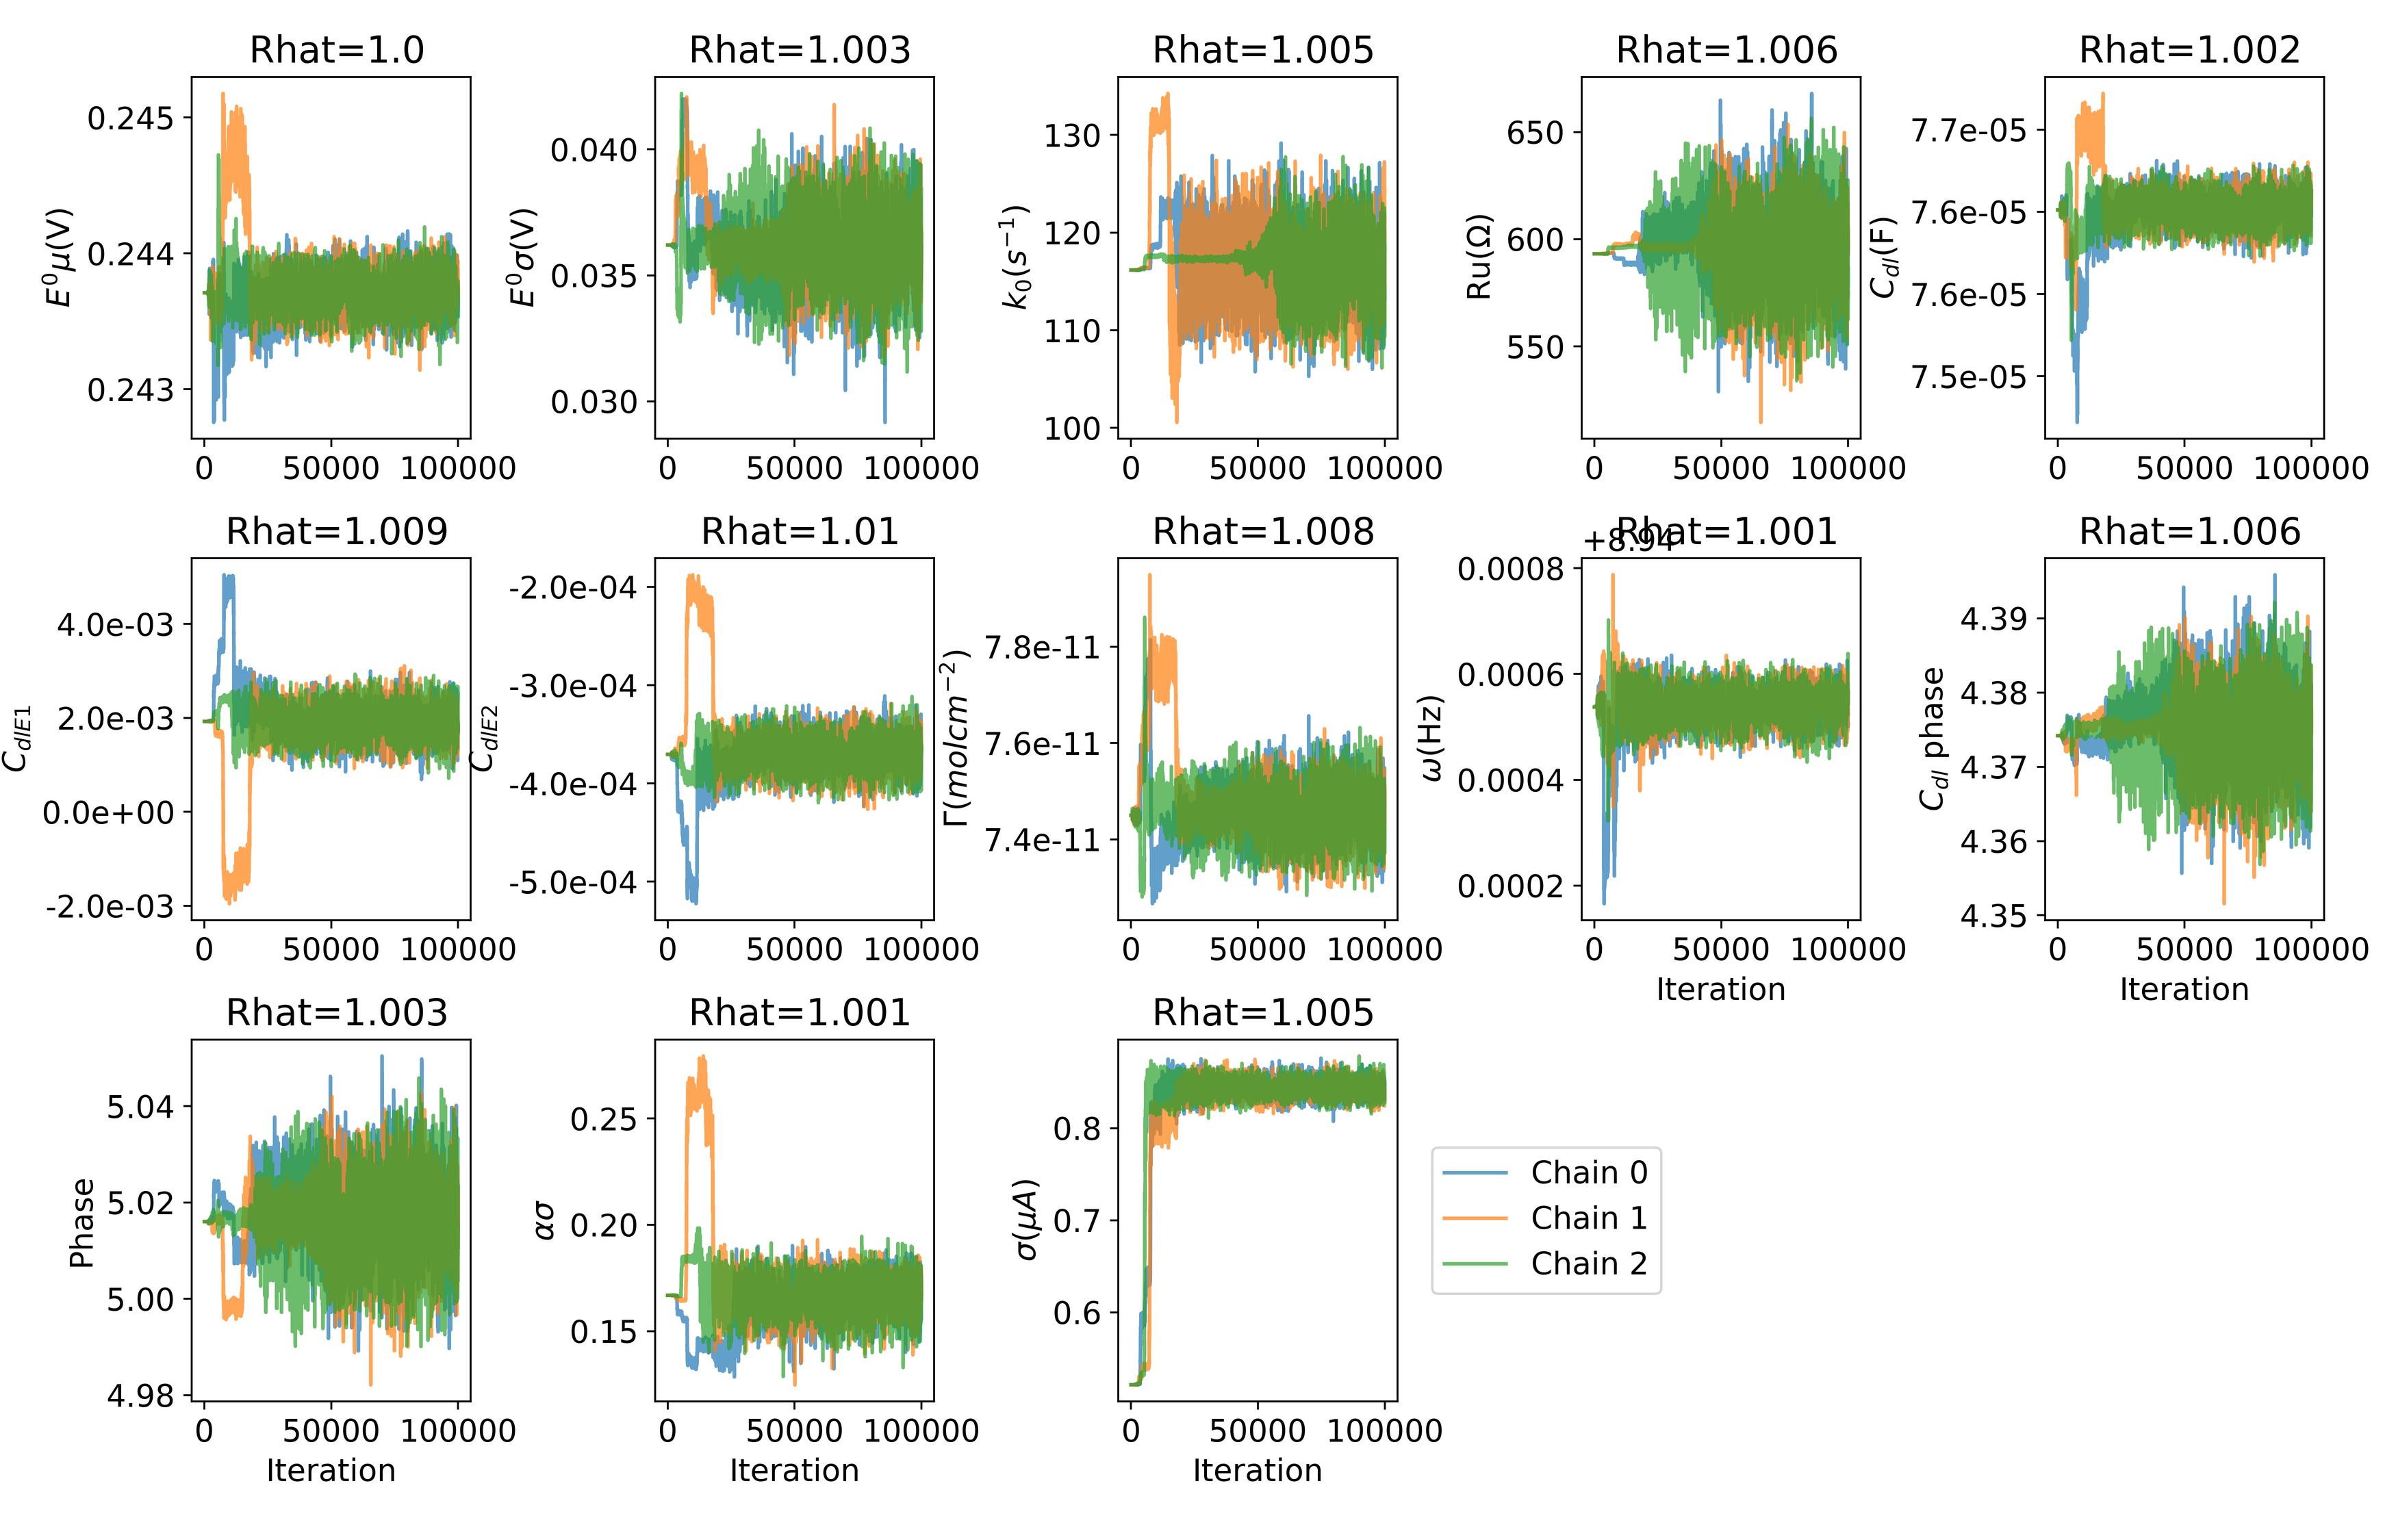 Rhat=1.0
Rhat=1.003
Rhat=1.005
Rhat=1.006
Rhat=1.002
E⁰μ(V)
0.245
0.244
0.243
0 50000 100000
E⁰σ(V)
0.040
0.035
0.030
0 50000 100000
k₀(s⁻¹)
130
120
110
100
0 50000 100000
Ru(Ω)
650
600
550
0 50000 100000
C_dl(F)
7.7e-05
7.6e-05
7.6e-05
7.5e-05
0 50000 100000
Rhat=1.009
Rhat=1.01
Rhat=1.008
Rhat=1.001
+8.94
Rhat=1.006
C_dlE1
4.0e-03
2.0e-03
0.0e+00
-2.0e-03
0 50000 100000
C_dlE2
-2.0e-04
-3.0e-04
-4.0e-04
-5.0e-04
0 50000 100000
Γ(molcm⁻²)
7.8e-11
7.6e-11
7.4e-11
0 50000 100000
ω(Hz)
0.0008
0.0006
0.0004
0.0002
0 50000 100000
Iteration
C_dl phase
4.39
4.38
4.37
4.36
4.35
0 50000 100000
Iteration
Rhat=1.003
Rhat=1.001
Rhat=1.005
Phase
5.04
5.02
5.00
4.98
0 50000 100000
Iteration
ασ
0.25
0.20
0.15
0 50000 100000
Iteration
σ(μA)
0.8
0.7
0.6
0 50000 100000
Iteration
Chain 0
Chain 1
Chain 2